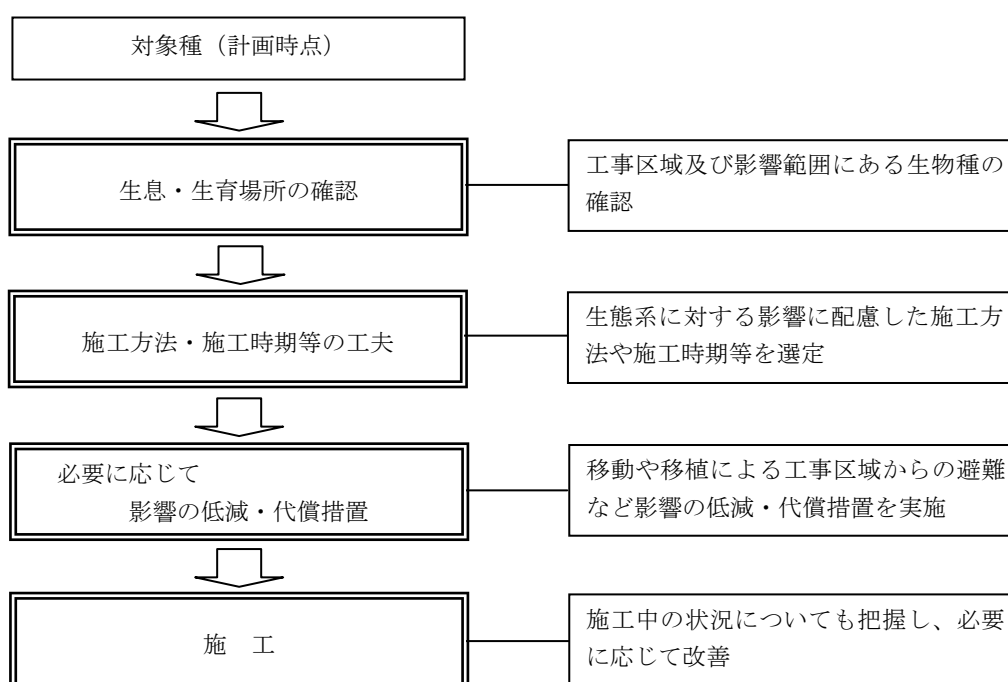 対象種（計画時点）
生息・生育場所の確認
工事区域及び影響範囲にある生物種の
確認
施工方法・施工時期等の工夫
生態系に対する影響に配慮した施工方
法や施工時期等を選定
必要に応じて
影響の低減・代償措置
移動や移植による工事区域からの避難
など影響の低減・代償措置を実施
施　工
施工中の状況についても把握し、必要
に応じて改善